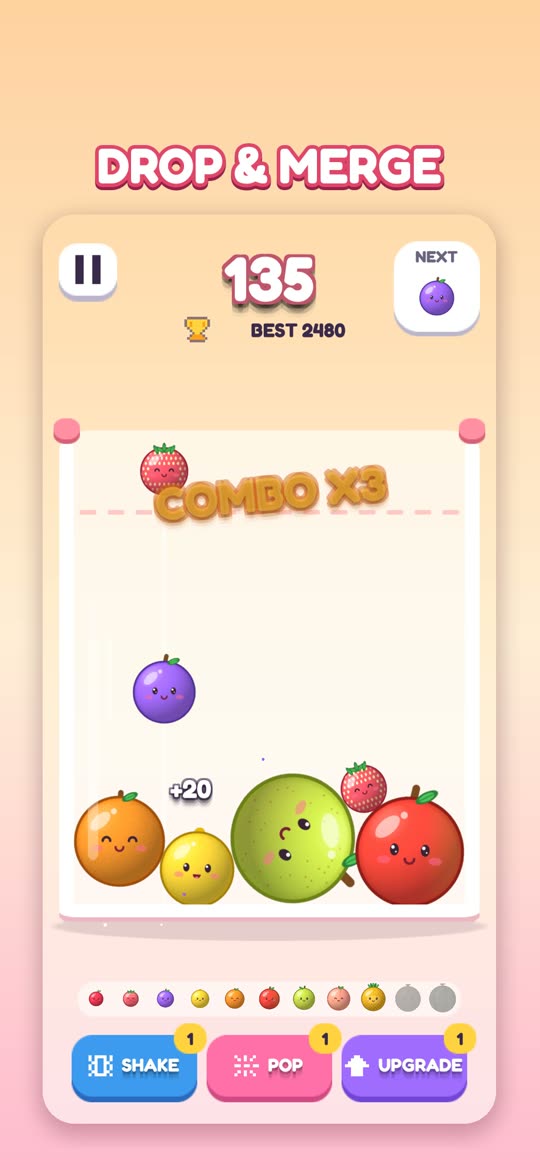 DROP & MERGE
NEXT
135
BEST 2480
COMBO X3
+20
1
1
1
SHAKE
POP
UPGRADE